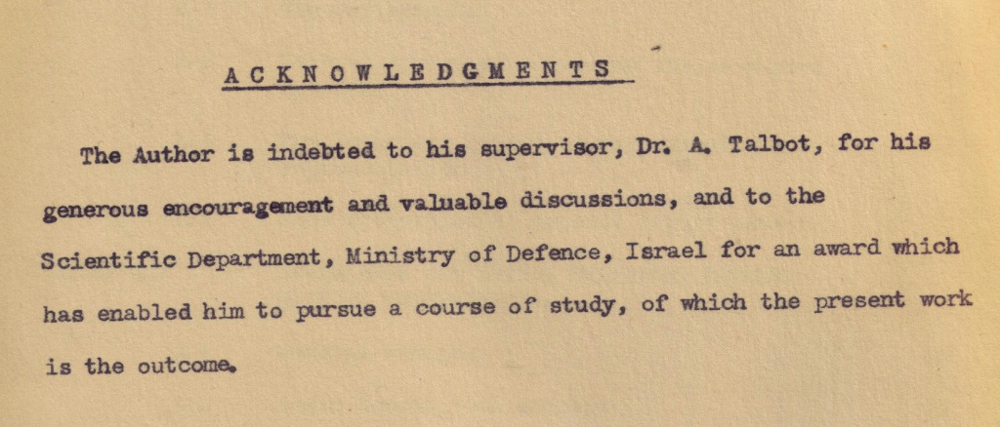 ACKNOWLEDGMENTS
The Author is indebted to his supervisor, Dr. A. Talbot, for his
generous encouragement and valuable discussions, and to the
Scientific Department, Ministry of Defence, Israel for an award which
has enabled him to pursue a course of study, of which the present work
is the outcome.